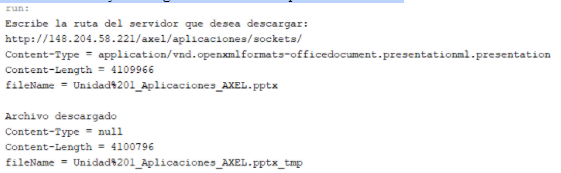 run:
Escribe la ruta del servidor que desea descargar:
http://148.204.58.221/axel/aplicaciones/sockets/
Content-Type = application/vnd.openxmlformats-officedocument.presentationml.presentation
Content-Length = 4109966
fileName = Unidad%201_Aplicaciones_AXEL.pptx
Archivo descargado
Content-Type = null
Content-Length = 4100796
fileName = Unidad%201_Aplicaciones_AXEL.pptx_tmp